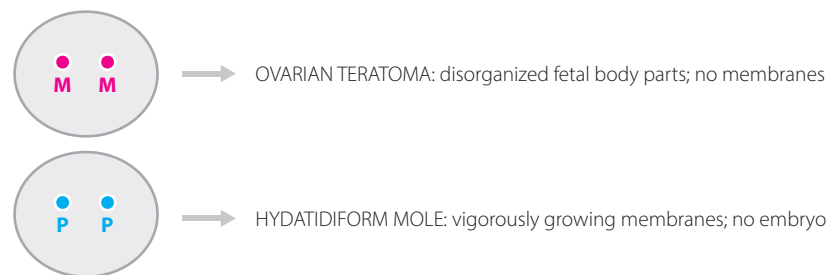 M M
OVARIAN TERATOMA: disorganized fetal body parts; no membranes
P P
HYDATIDIFORM MOLE: vigorously growing membranes; no embryo